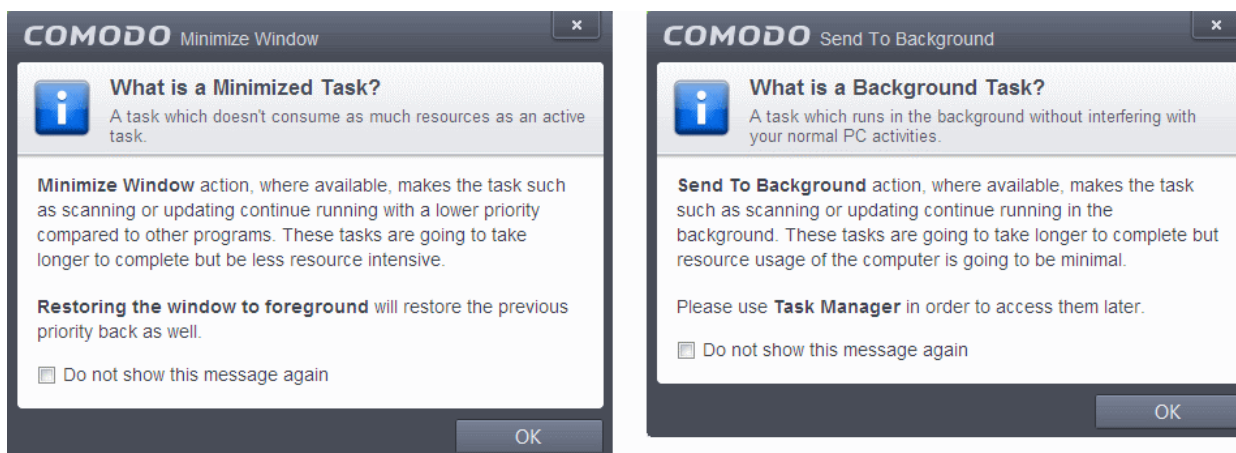 COMODO Minimize Window
What is a Minimized Task?
A task which doesn't consume as much resources as an active
task.
Minimize Window action, where available, makes the task such
as scanning or updating continue running with a lower priority
compared to other programs. These tasks are going to take
longer to complete but be less resource intensive.
Restoring the window to foreground will restore the previous
priority back as well.
Do not show this message again
OK
COMODO Send To Background
What is a Background Task?
A task which runs in the background without interfering with
your normal PC activities.
Send To Background action, where available, makes the task
such as scanning or updating continue running in the
background. These tasks are going to take longer to complete but
resource usage of the computer is going to be minimal.
Please use Task Manager in order to access them later.
Do not show this message again
OK